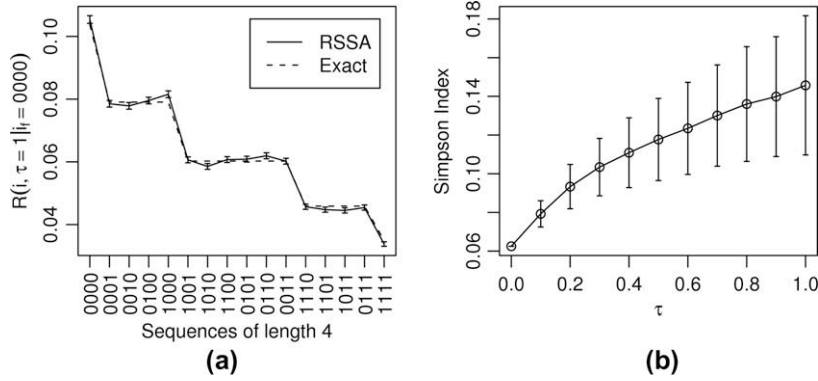 R(i, τ=1|i_f=0000)
0.10
0.08
0.06
0.04
RSSA
Exact
0000
0001
0010
0100
1000
1001
1010
1100
0101
0110
0011
1110
1101
1011
0111
1111
Sequences of length 4
(a)
Simpson Index
0.18
0.14
0.10
0.06
0.0 0.2 0.4 0.6 0.8 1.0
τ
(b)